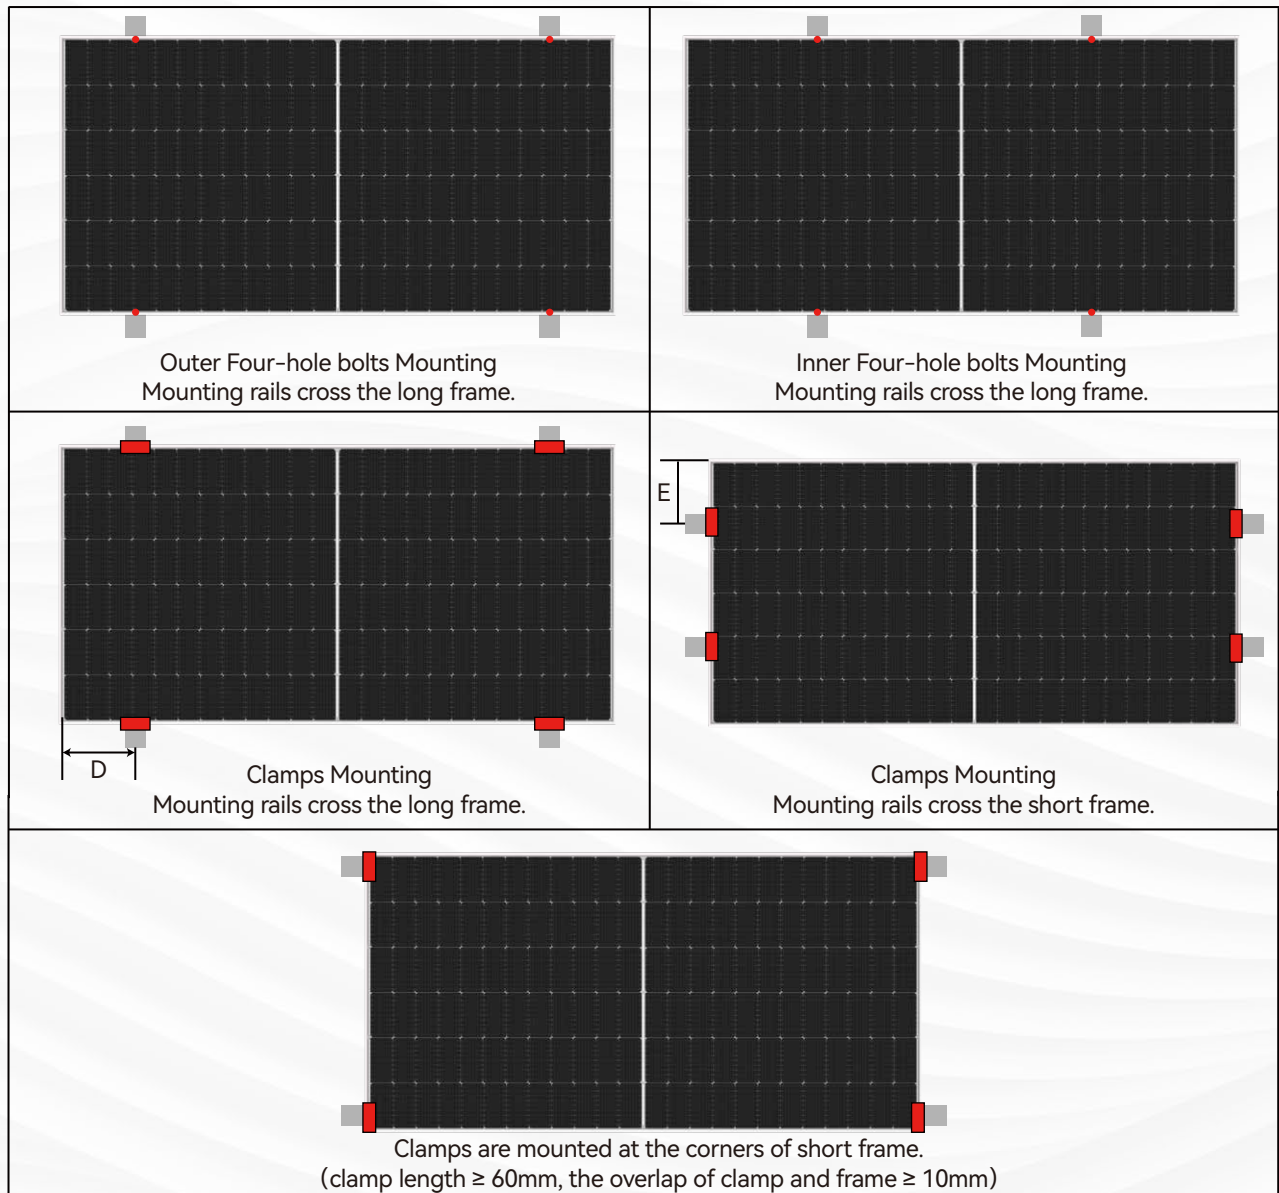 Outer Four-hole bolts Mounting
Mounting rails cross the long frame.
Inner Four-hole bolts Mounting
Mounting rails cross the long frame.
D
Clamps Mounting
Mounting rails cross the long frame.
E
Clamps Mounting
Mounting rails cross the short frame.
Clamps are mounted at the corners of short frame.
(clamp length ≥ 60mm, the overlap of clamp and frame ≥ 10mm)